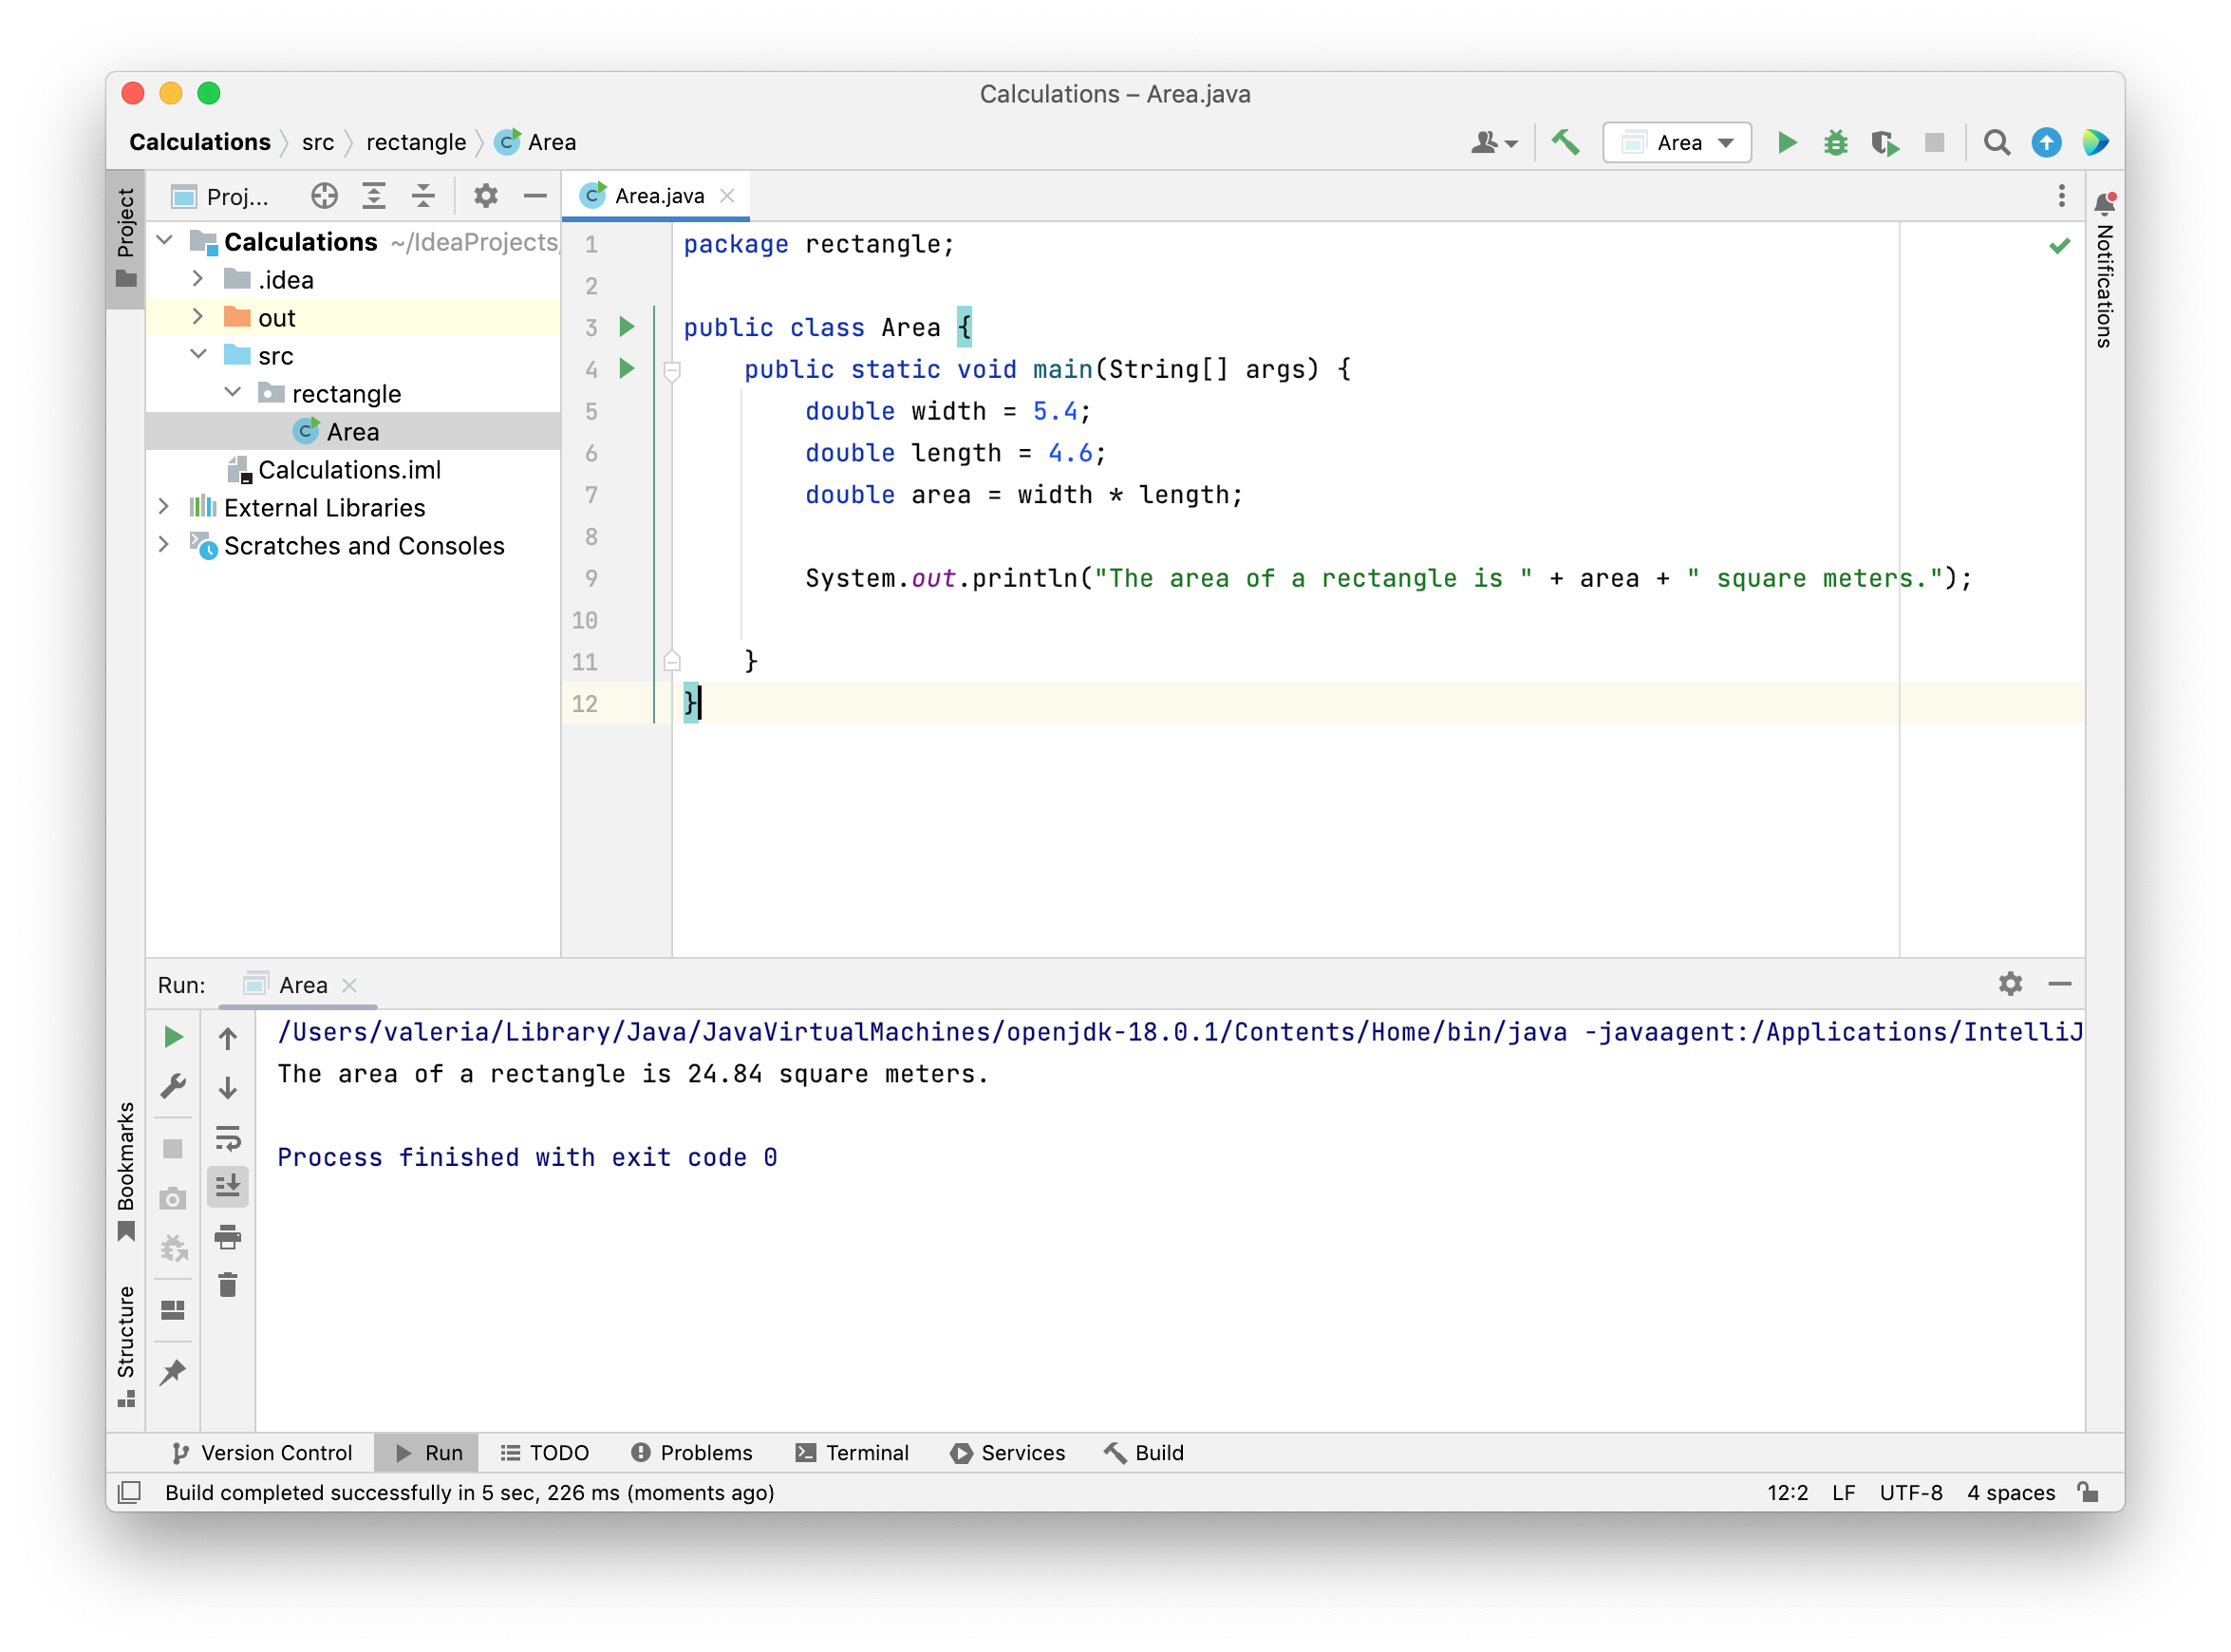 Calculations – Area.java
Calculations src rectangle Area
Area
Project
Proj...
Area.java
Notifications
Calculations ~/IdeaProjects/
.idea
out
src
rectangle
Area
Calculations.iml
External Libraries
Scratches and Consoles
1 package rectangle;
2
3 public class Area {
4 public static void main(String[] args) {
5 double width = 5.4;
6 double length = 4.6;
7 double area = width * length;
8
9 System.out.println("The area of a rectangle is " + area + " square meters.");
10
11 }
12 }
Run: Area
/Users/valeria/Library/Java/JavaVirtualMachines/openjdk-18.0.1/Contents/Home/bin/java -javaagent:/Applications/IntelliJ
The area of a rectangle is 24.84 square meters.
Process finished with exit code 0
Bookmarks
Structure
Version Control Run TODO Problems Terminal Services Build
Build completed successfully in 5 sec, 226 ms (moments ago) 12:2 LF UTF-8 4 spaces